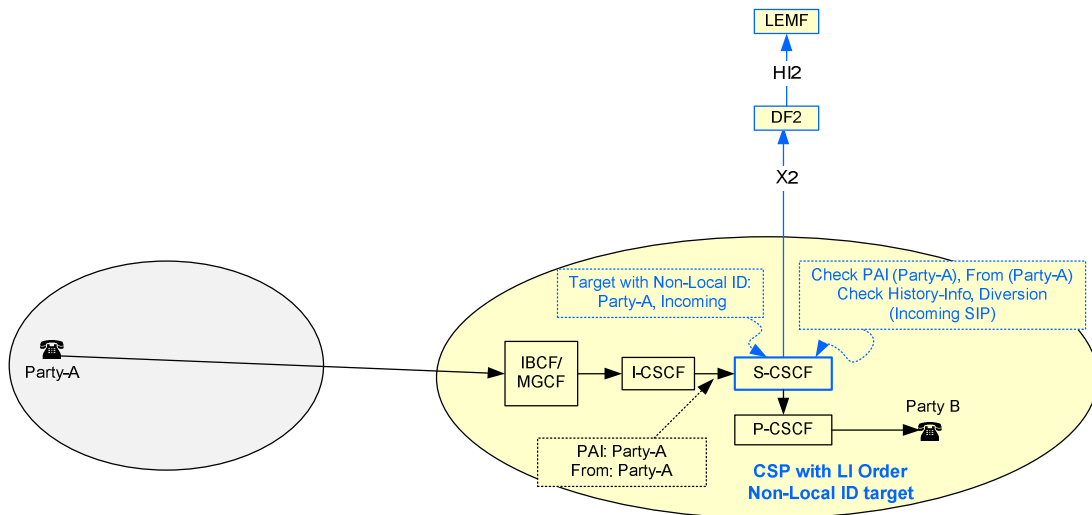 LEMF
HI2
DF2
X2
Target with Non-Local ID:
Party-A, Incoming
Check PAI (Party-A), From (Party-A)
Check History-Info, Diversion
(Incoming SIP)
Party-A
IBCF/
MGCF
I-CSCF
S-CSCF
P-CSCF
Party B
PAI: Party-A
From: Party-A
CSP with LI Order
Non-Local ID target